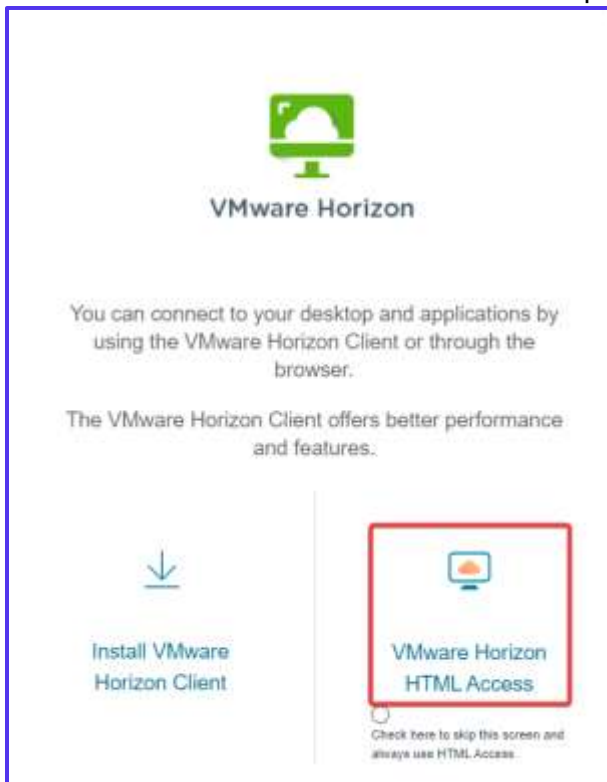 VMware Horizon
You can connect to your desktop and applications by
using the VMware Horizon Client or through the
browser.
The VMware Horizon Client offers better performance
and features.
Install VMware
Horizon Client
VMware Horizon
HTML Access
Check here to skip this screen and
always use HTML Access.